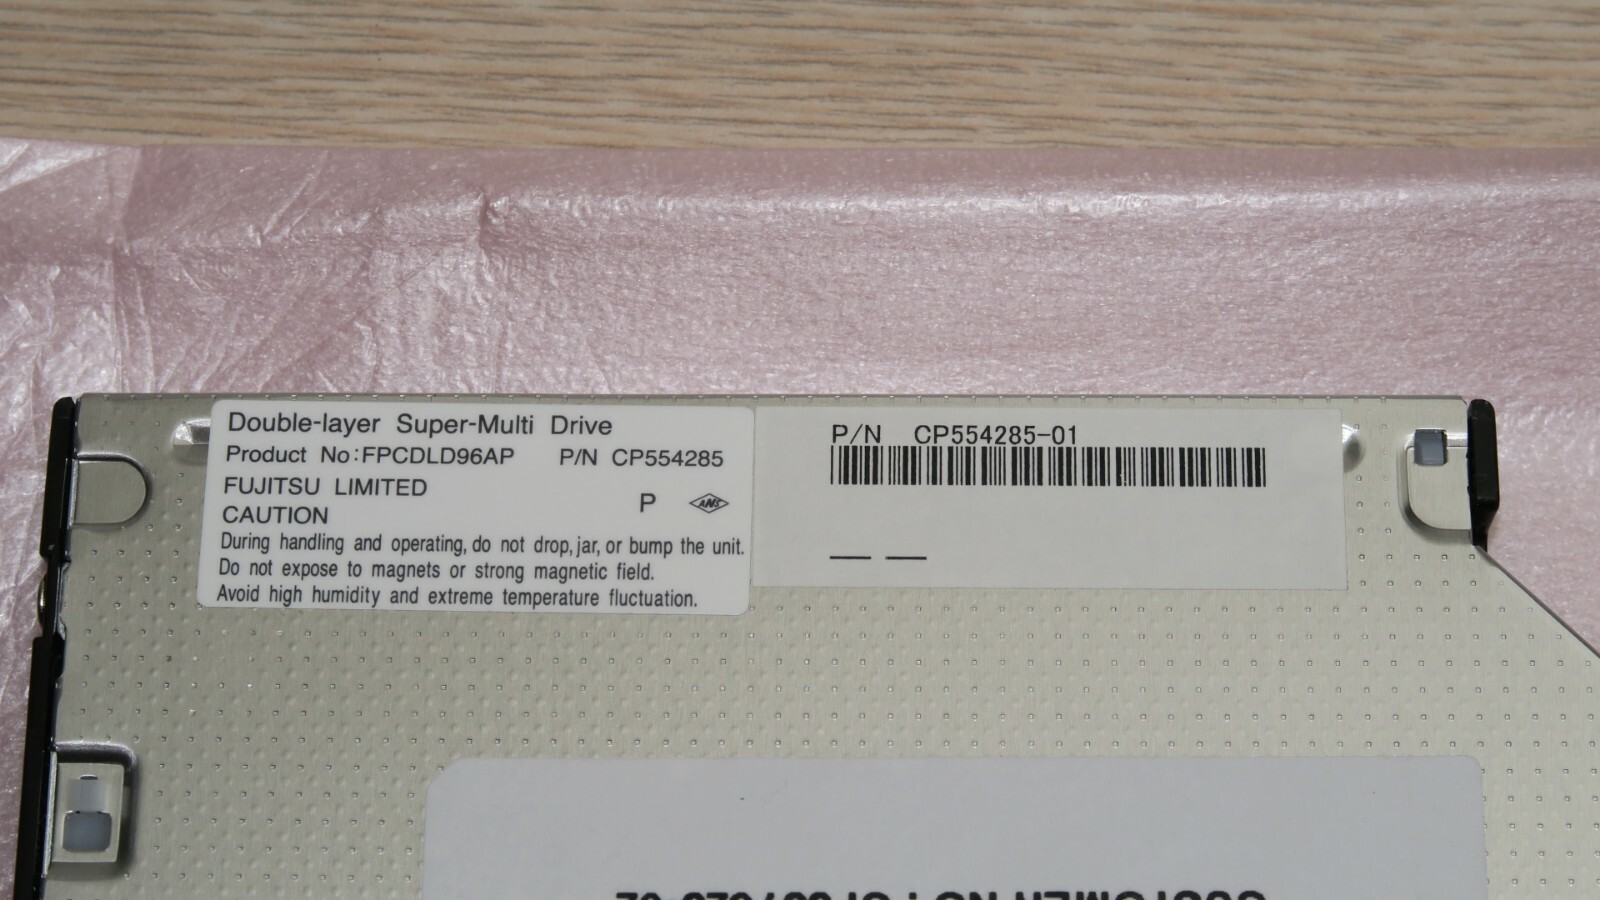 Double-layer Super-Multi Drive
Product No:FPCDLD96AP P/N CP554285
FUJITSU LIMITED
P ANS
CAUTION
During handling and operating, do not drop, jar, or bump the unit.
Do not expose to magnets or strong magnetic field.
Avoid high humidity and extreme temperature fluctuation.
P/N CP554285-01